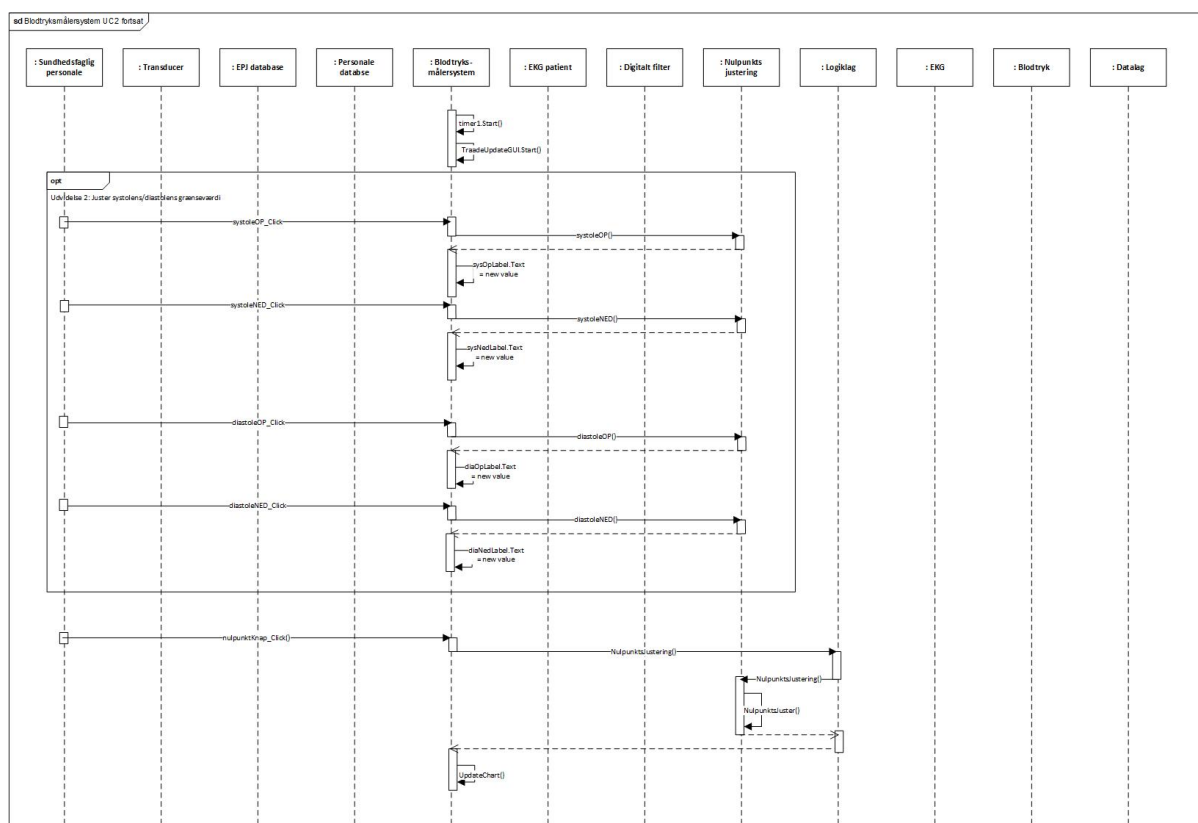 sd Blodtryksmålersystem UC2 fortsat
: Sundhedsfaglig
personale
: Transducer
: EPJ database
: Personale
databse
: Blodtryks-
målersystem
: EKG patient
: Digitalt filter
: Nulpunkts
justering
: Logiklag
: EKG
: Blodtryk
: Datalag
timer1.Start()
TraadeUpdateGUI.Start()
opt
Udvidelse 2: Juster systolens/diastolens grænseværdi
systoleOP_Click
systoleOP()
sysOpLabel.Text
= new value
systoleNED_Click
systoleNED()
sysNedLabel.Text
= new value
diastoleOP_Click
diastoleOP()
diaOpLabel.Text
= new value
diastoleNED_Click
diastoleNED()
diaNedLabel.Text
= new value
nulpunktKnap_Click()
NulpunktsJustering()
NulpunktsJustering()
NulpunktsJuster()
UpdateChart()